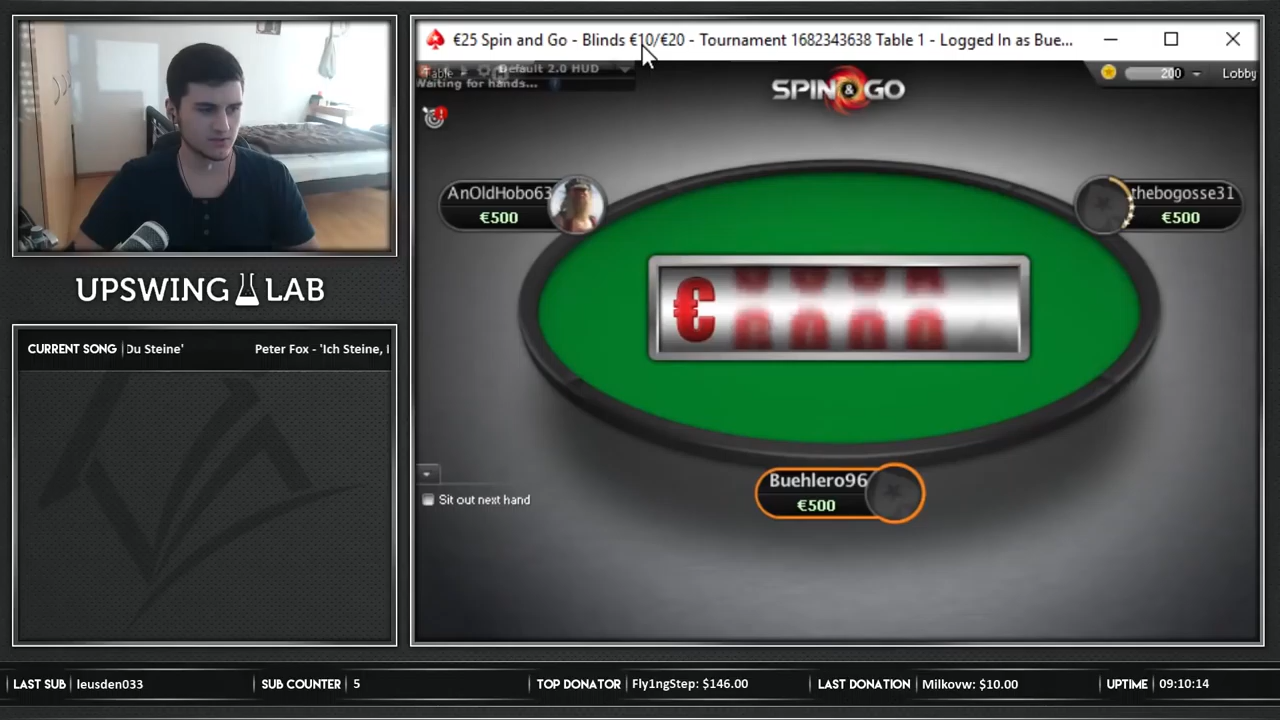 €25 Spin and Go - Blinds €10/€20 - Tournament 1682343638 Table 1 - Logged In as Bue...
Table Default 2.0 HUD
Waiting for hands...
SPIN & GO
200 Lobby
AnOldHobo63
€500
thebogosse31
€500
€
Buehlero96
€500
Sit out next hand
UPSWING LAB
CURRENT SONG Du Steine' Peter Fox - 'Ich Steine,
LAST SUB leusden033 SUB COUNTER 5 TOP DONATOR Fly1ngStep: $146.00 LAST DONATION Milkovw: $10.00 UPTIME 09:10:14